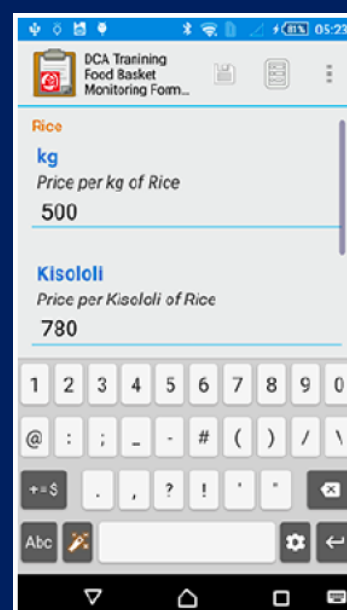 81% 05:23
DCA Tranining
Food Basket
Monitoring Form...
Rice
kg
Price per kg of Rice
500
Kisololi
Price per Kisololi of Rice
780
1 2 3 4 5 6 7 8 9 0
@ : ; _ - # ( ) / \
+=$ . , ? ! ' "
Abc